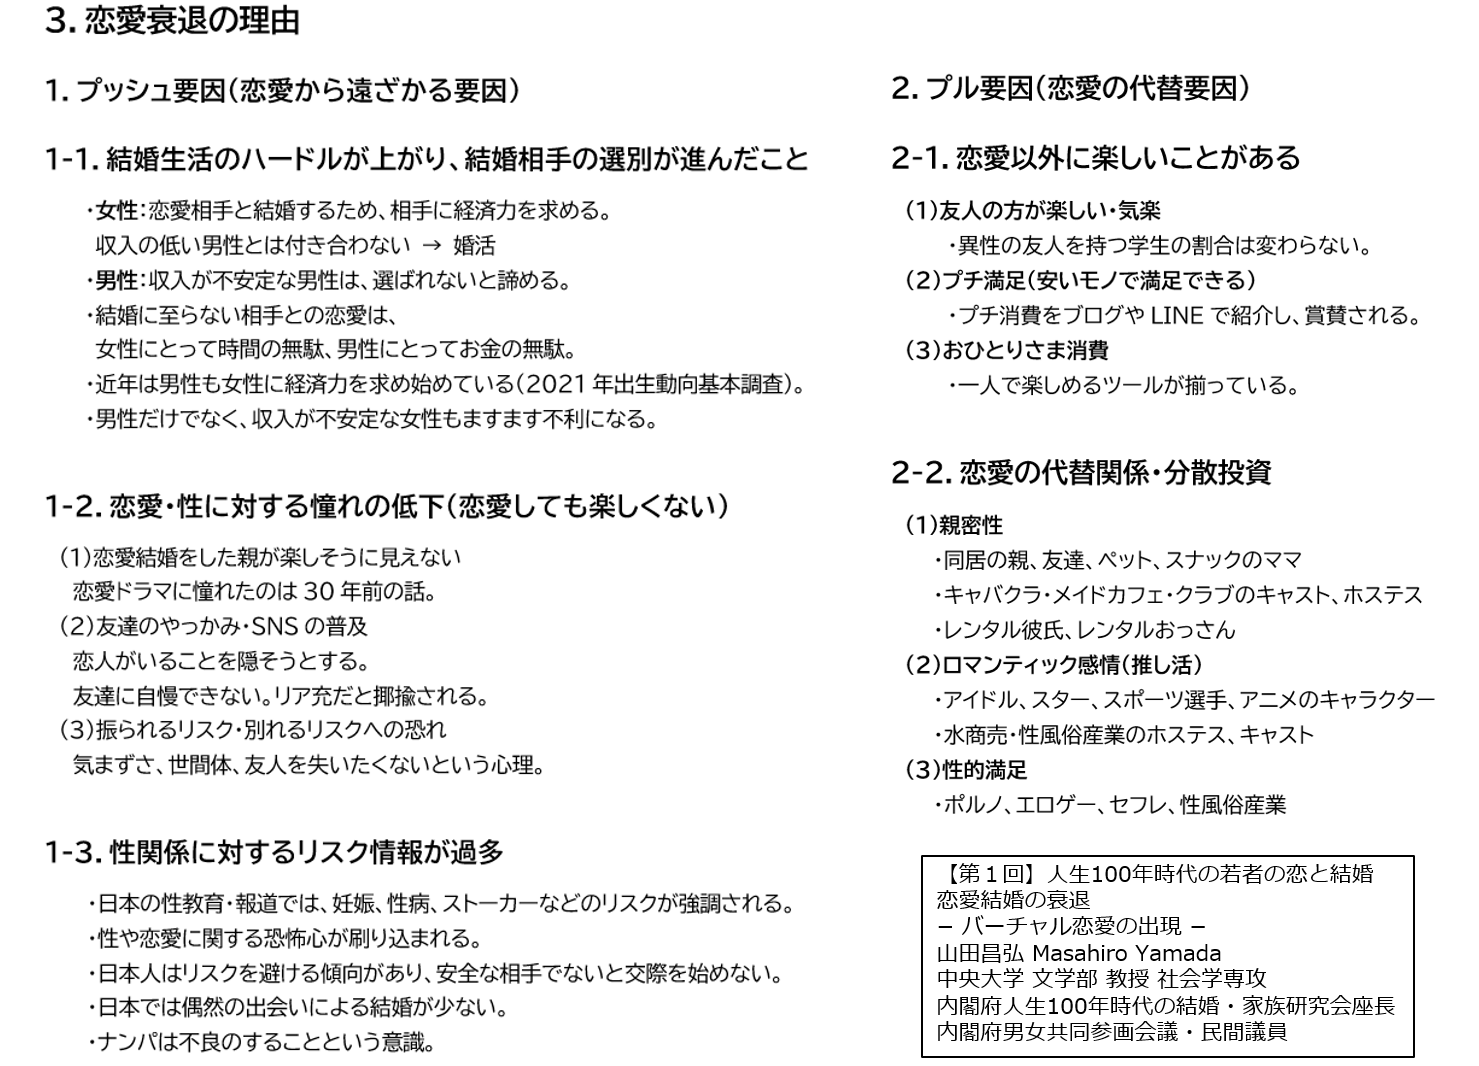 3. 恋愛衰退の理由
1. プッシュ要因(恋愛から遠ざかる要因)
1-1. 結婚生活のハードルが上がり、結婚相手の選別が進んだこと
・女性:恋愛相手と結婚するため、相手に経済力を求める。
収入の低い男性とは付き合わない → 婚活
・男性:収入が不安定な男性は、選ばれないと諦める。
・結婚に至らない相手との恋愛は、
女性にとって時間の無駄、男性にとってお金の無駄。
・近年は男性も女性に経済力を求め始めている(2021 年出生動向基本調査)。
・男性だけでなく、収入が不安定な女性もますます不利になる。
1-2. 恋愛・性に対する憧れの低下(恋愛しても楽しくない)
(1)恋愛結婚をした親が楽しそうに見えない
恋愛ドラマに憧れたのは 30 年前の話。
(2)友達のやっかみ・SNS の普及
恋人がいることを隠そうとする。
友達に自慢できない。リア充だと揶揄される。
(3)振られるリスク・別れるリスクへの恐れ
気まずさ、世間体、友人を失いたくないという心理。
1-3. 性関係に対するリスク情報が過多
・日本の性教育・報道では、妊娠、性病、ストーカーなどのリスクが強調される。
・性や恋愛に関する恐怖心が刷り込まれる。
・日本人はリスクを避ける傾向があり、安全な相手でないと交際を始めない。
・日本では偶然の出会いによる結婚が少ない。
・ナンパは不良のすることという意識。
2. プル要因(恋愛の代替要因)
2-1. 恋愛以外に楽しいことがある
(1)友人の方が楽しい・気楽
・異性の友人を持つ学生の割合は変わらない。
(2)プチ満足(安いモノで満足できる)
・プチ消費をブログや LINE で紹介し、賞賛される。
(3)おひとりさま消費
・一人で楽しめるツールが揃っている。
2-2. 恋愛の代替関係・分散投資
(1)親密性
・同居の親、友達、ペット、スナックのママ
・キャバクラ・メイドカフェ・クラブのキャスト、ホステス
・レンタル彼氏、レンタルおっさん
(2)ロマンティック感情(推し活)
・アイドル、スター、スポーツ選手、アニメのキャラクター
・水商売・性風俗産業のホステス、キャスト
(3)性的満足
・ポルノ、エロゲー、セフレ、性風俗産業
【第1回】人生100年時代の若者の恋と結婚
恋愛結婚の衰退
− バーチャル恋愛の出現 −
山田昌弘 Masahiro Yamada
中央大学 文学部 教授 社会学専攻
内閣府人生100年時代の結婚・家族研究会座長
内閣府男女共同参画会議・民間議員